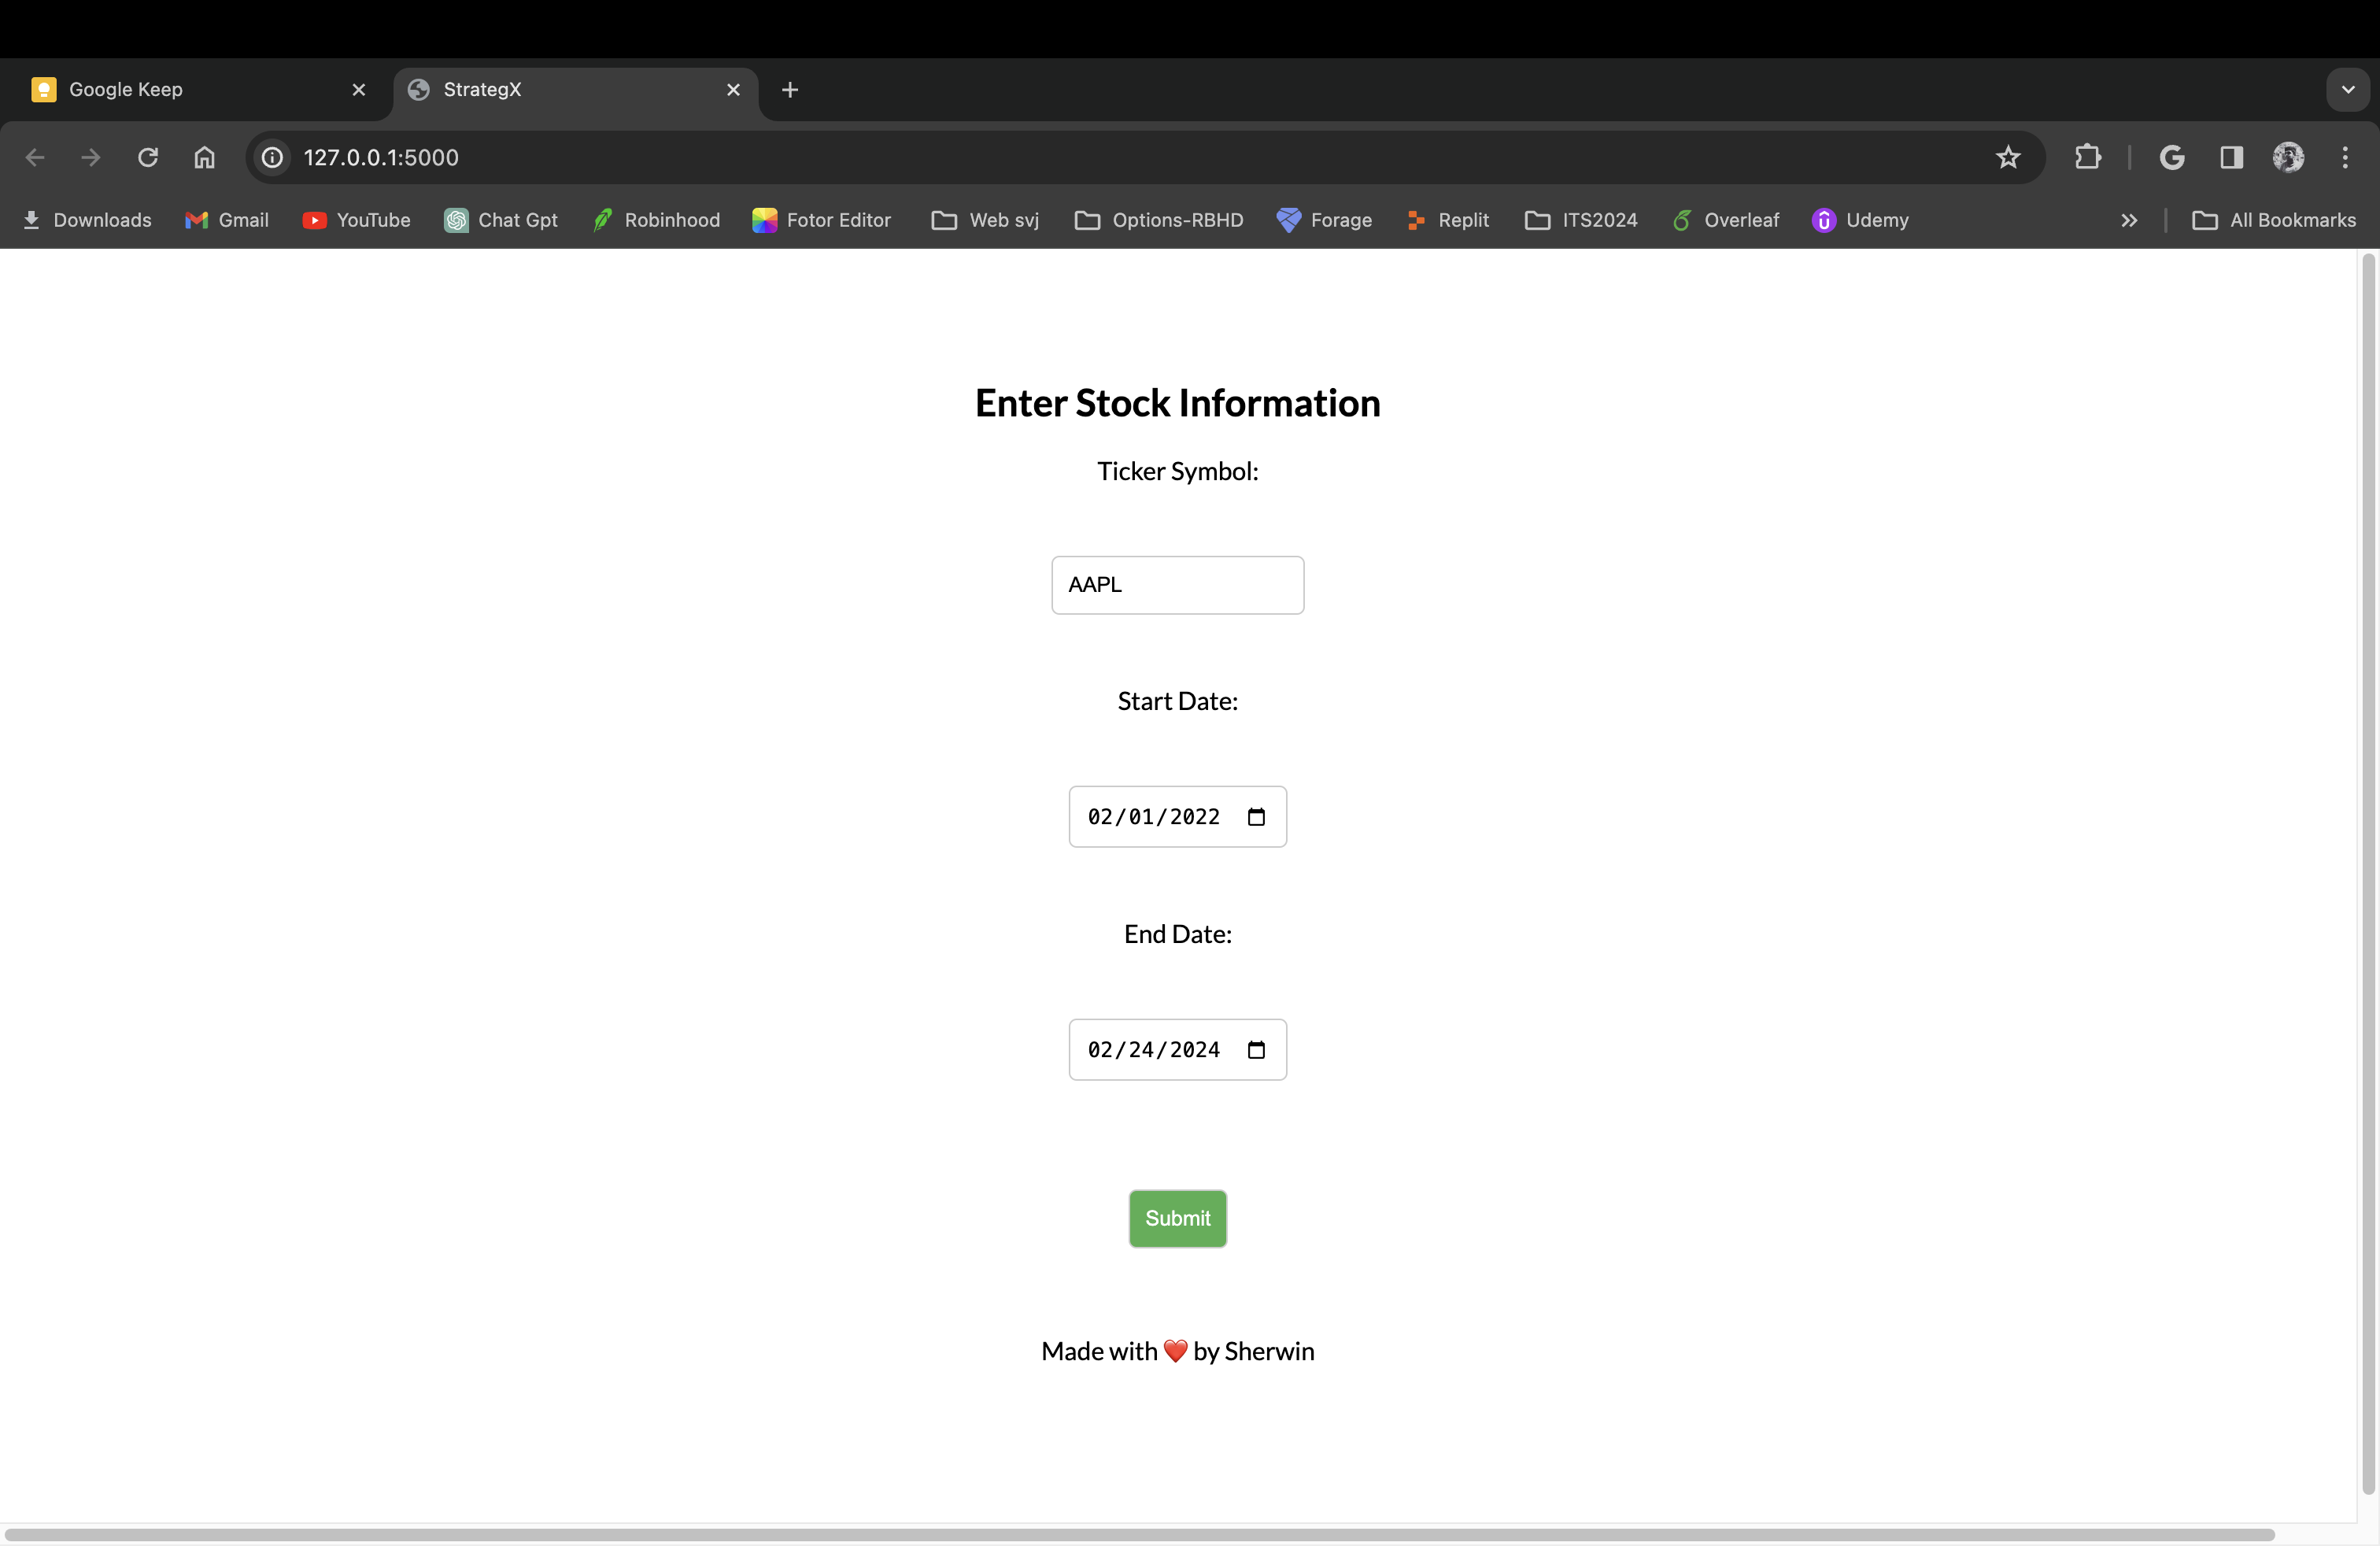 Google Keep
StrategX
127.0.0.1:5000
Downloads Gmail YouTube Chat Gpt Robinhood Fotor Editor Web svj Options-RBHD Forage Replit ITS2024 Overleaf Udemy All Bookmarks
Enter Stock Information
Ticker Symbol:
AAPL
Start Date:
02/01/2022
End Date:
02/24/2024
Submit
Made with ❤️ by Sherwin